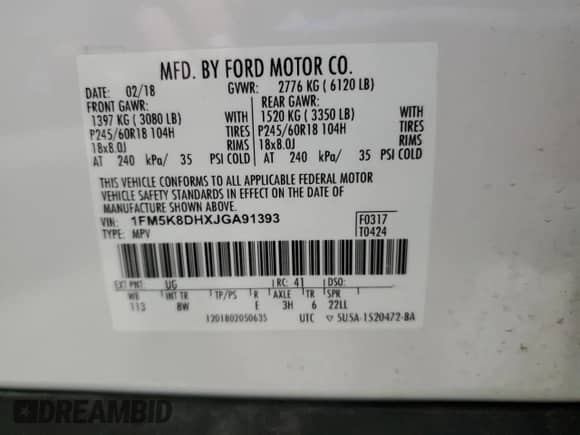 MFD. BY FORD MOTOR CO.
DATE: 02/18 GVWR: 2776 KG ( 6120 LB)
FRONT GAWR: REAR GAWR:
1397 KG ( 3080 LB) WITH 1520 KG ( 3350 LB) WITH
P245/60R18 104H TIRES P245/60R18 104H TIRES
18x8.0J RIMS 18x8.0J RIMS
AT 240 kPa/ 35 PSI COLD AT 240 kPa/ 35 PSI COLD
THIS VEHICLE CONFORMS TO ALL APPLICABLE FEDERAL MOTOR
VEHICLE SAFETY STANDARDS IN EFFECT ON THE DATE OF
MANUFACTURE SHOWN ABOVE.
VIN: 1FM5K8DHXJGA91393 F0317
TYPE: MPV T0424
EXT PNT: UG RC: 41 DSO:
WB INT TR TP/PS R AXLE TR SPR
113 8W E 3H 6 22LL
1201802050635 UTC ▽ 5U5A-1520472-BA
DREAMBID